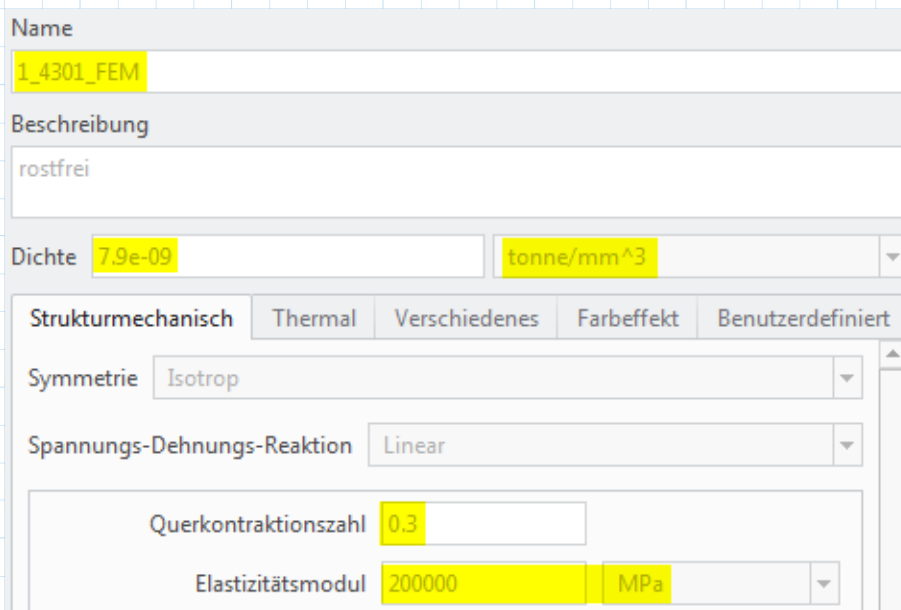 Name
1_4301_FEM
Beschreibung
rostfrei
Dichte 7.9e-09 tonne/mm^3
Strukturmechanisch Thermal Verschiedenes Farbeffekt Benutzerdefiniert
Symmetrie Isotrop
Spannungs-Dehnungs-Reaktion Linear
Querkontraktionszahl 0.3
Elastizitätsmodul 200000 MPa